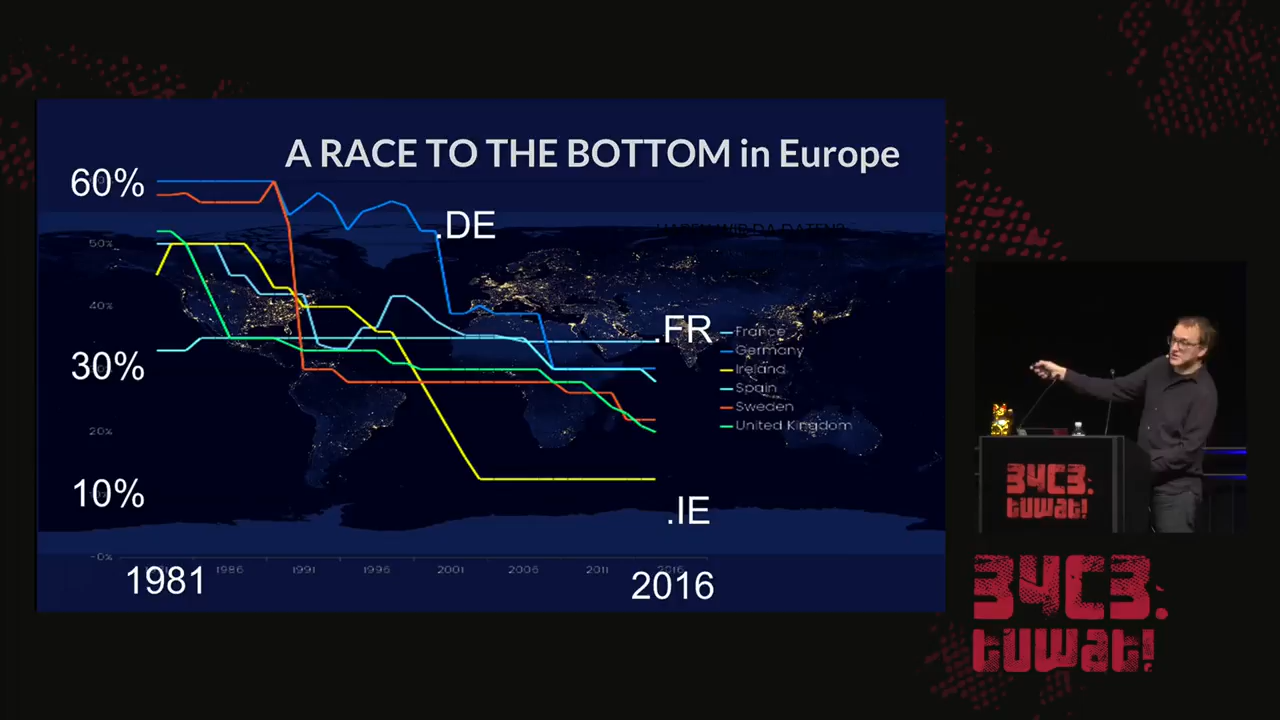 A RACE TO THE BOTTOM in Europe
60%
.DE
50%
40%
.FR
France
Germany
30%
Ireland
Spain
Sweden
20%
United Kingdom
10%
.IE
0%
1986
1991
1996
2001
2006
2011
2016
1981
2016
34C3.
tuwat!
34C3.
tuwat!